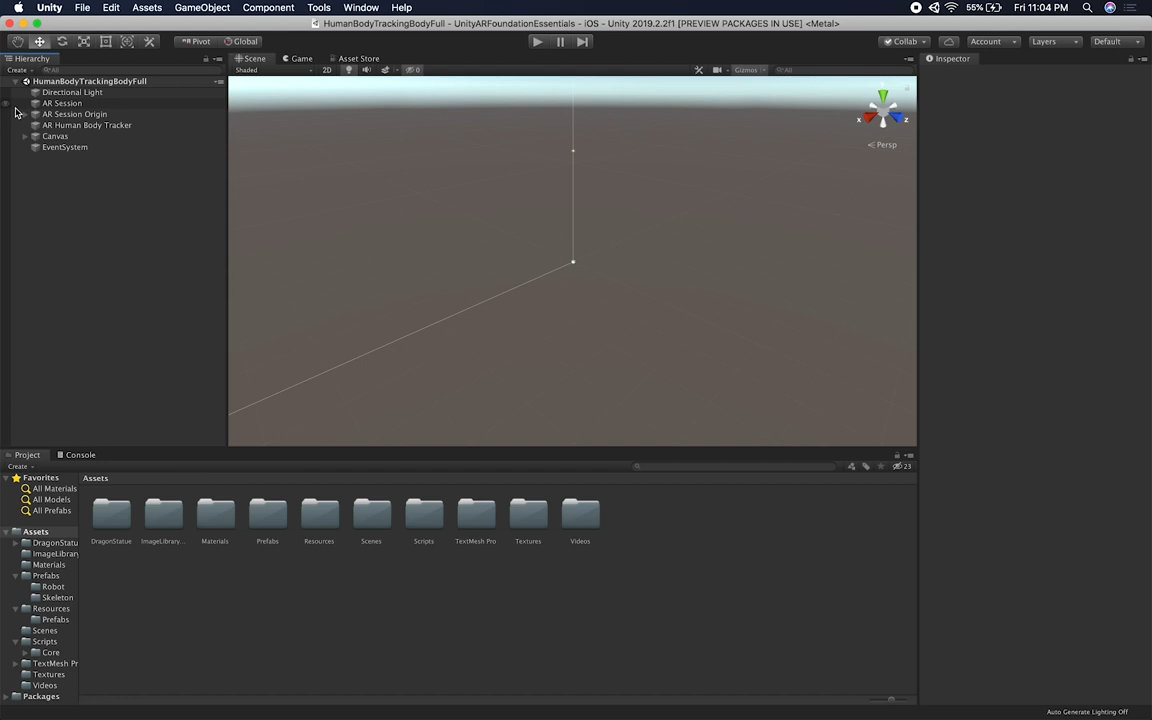 Unity File Edit Assets GameObject Component Tools Window Help 55% Fri 11:04 PM
HumanBodyTrackingBodyFull - UnityARFoundationEssentials - iOS - Unity 2019.2.2f1 [PREVIEW PACKAGES IN USE] <Metal>
Pivot Global Collab Account Layers Default
Hierarchy Scene Game Asset Store Inspector
Create All Shaded 2D 0 Gizmos All
HumanBodyTrackingBodyFull
Directional Light
AR Session
AR Session Origin
AR Human Body Tracker
Canvas
EventSystem
x z
Persp
Project Console
Create 23
Favorites
All Materials
All Models
All Prefabs
Assets
DragonStatu
ImageLibrary
Materials
Prefabs
Robot
Skeleton
Resources
Prefabs
Scenes
Scripts
Core
TextMesh Pr
Textures
Videos
Packages
Assets
DragonStatue ImageLibrary... Materials Prefabs Resources Scenes Scripts TextMesh Pro Textures Videos
Auto Generate Lighting Off